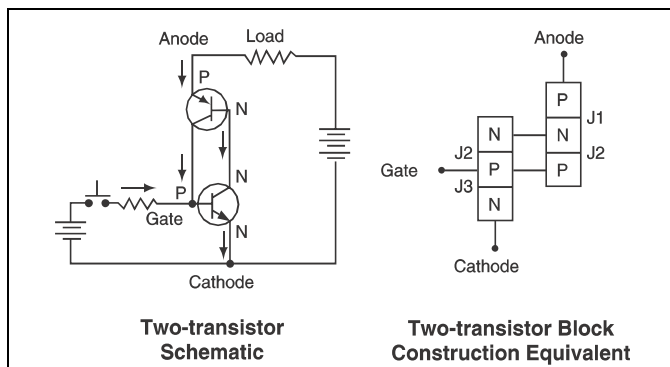 Anode
Load
P
N
N
P
Gate
N
Cathode
Two-transistor
Schematic
Anode
P
J1
N
N
J2
J2
Gate
P
P
J3
N
Cathode
Two-transistor Block
Construction Equivalent